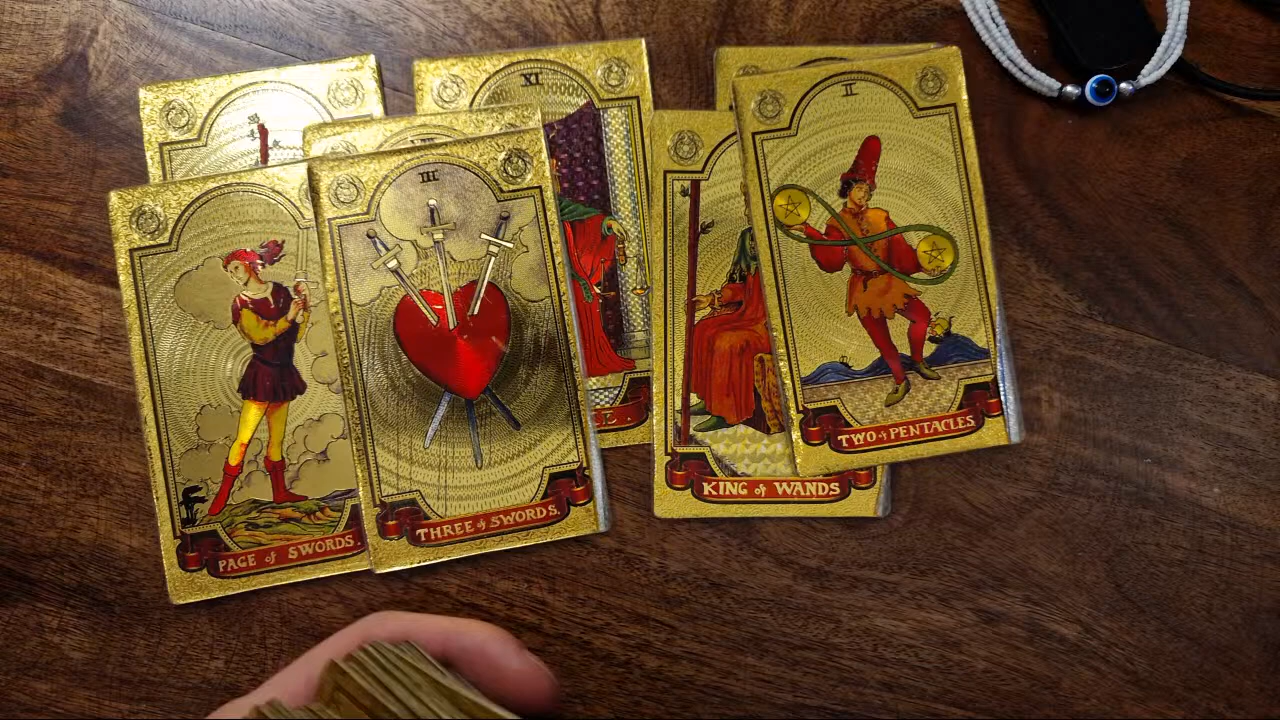 XI
II
III
KING of WANDS
TWO of PENTACLES.
THREE of SWORDS.
PAGE of SWORDS.